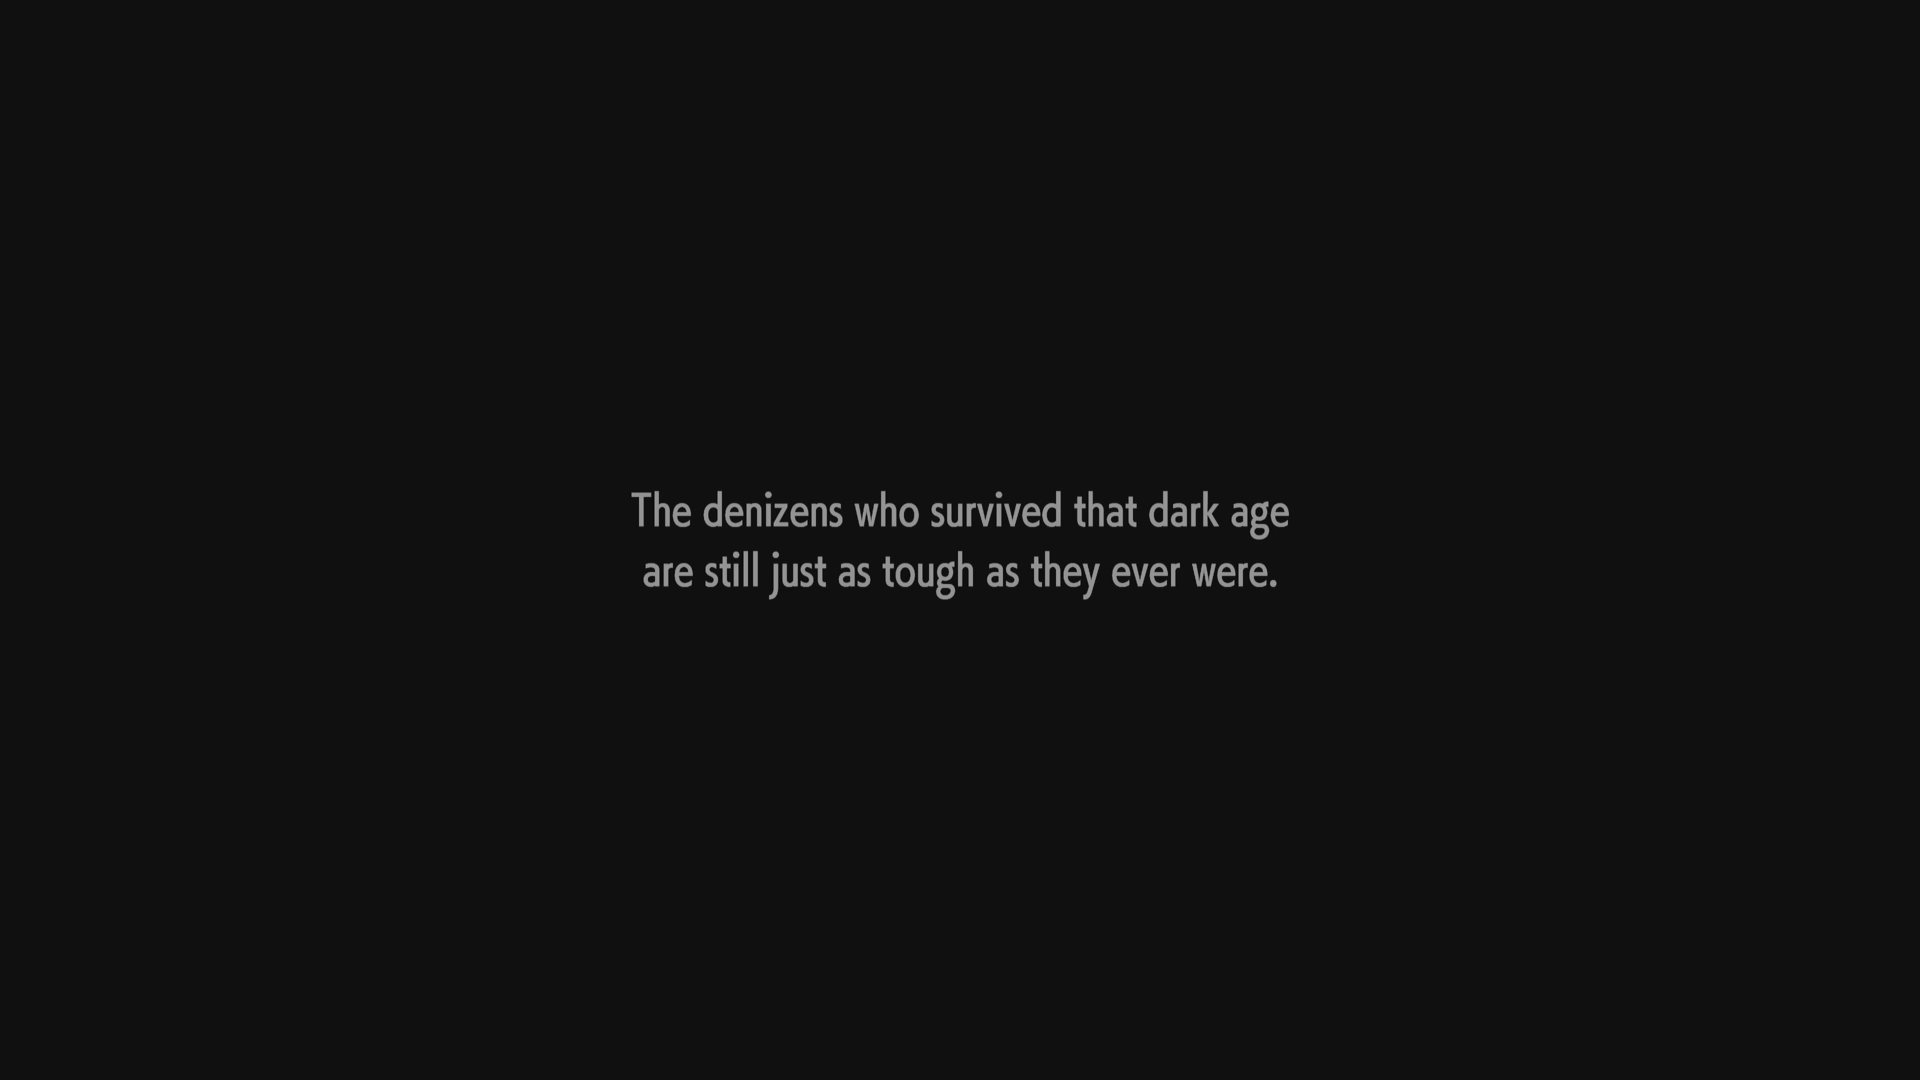 The denizens who survived that dark age
are still just as tough as they ever were.